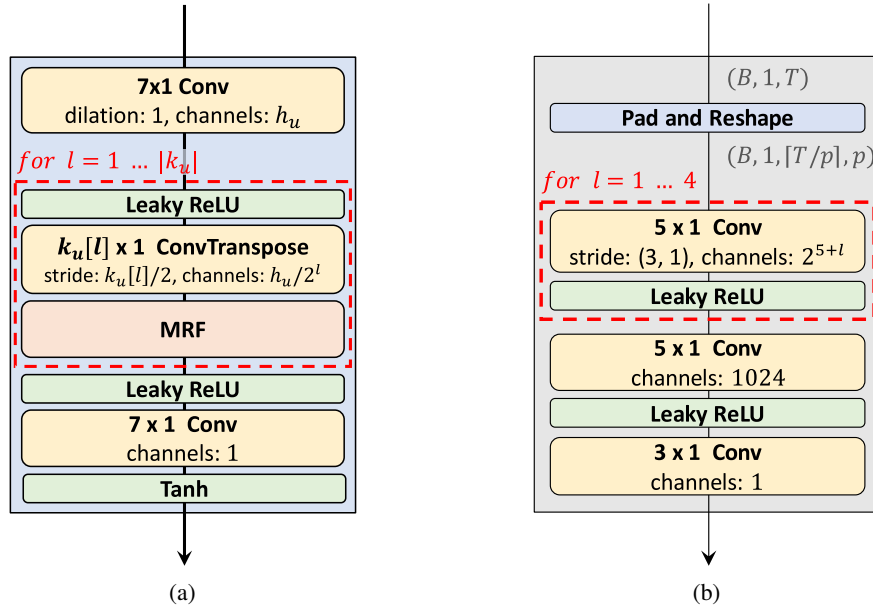 7x1 Conv
dilation: 1, channels: h_u
for l = 1 … |k_u|
Leaky ReLU
k_u[l] x 1 ConvTranspose
stride: k_u[l]/2, channels: h_u/2^l
MRF
Leaky ReLU
7 x 1 Conv
channels: 1
Tanh
(a)
(B, 1, T)
Pad and Reshape
(B, 1, ⌈T/p⌉, p)
for l = 1 … 4
5 x 1 Conv
stride: (3, 1), channels: 2^{5+l}
Leaky ReLU
5 x 1 Conv
channels: 1024
Leaky ReLU
3 x 1 Conv
channels: 1
(b)